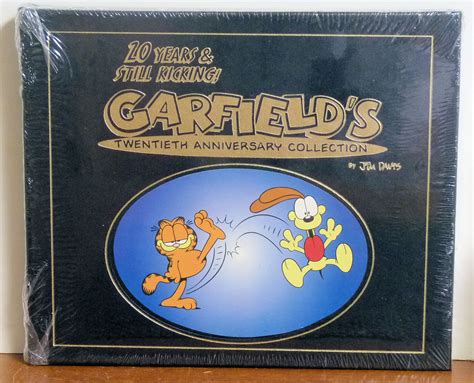 20 YEARS &
STILL KICKING!
GARFIELD'S
TWENTIETH ANNIVERSARY COLLECTION
BY JIM DAVIS